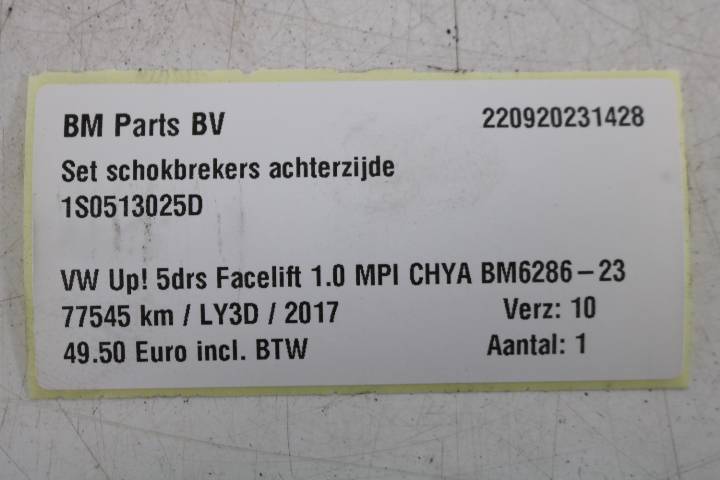 BM Parts BV 220920231428
Set schokbrekers achterzijde
1S0513025D
VW Up! 5drs Facelift 1.0 MPI CHYA BM6286-23
77545 km / LY3D / 2017 Verz: 10
49.50 Euro incl. BTW Aantal: 1